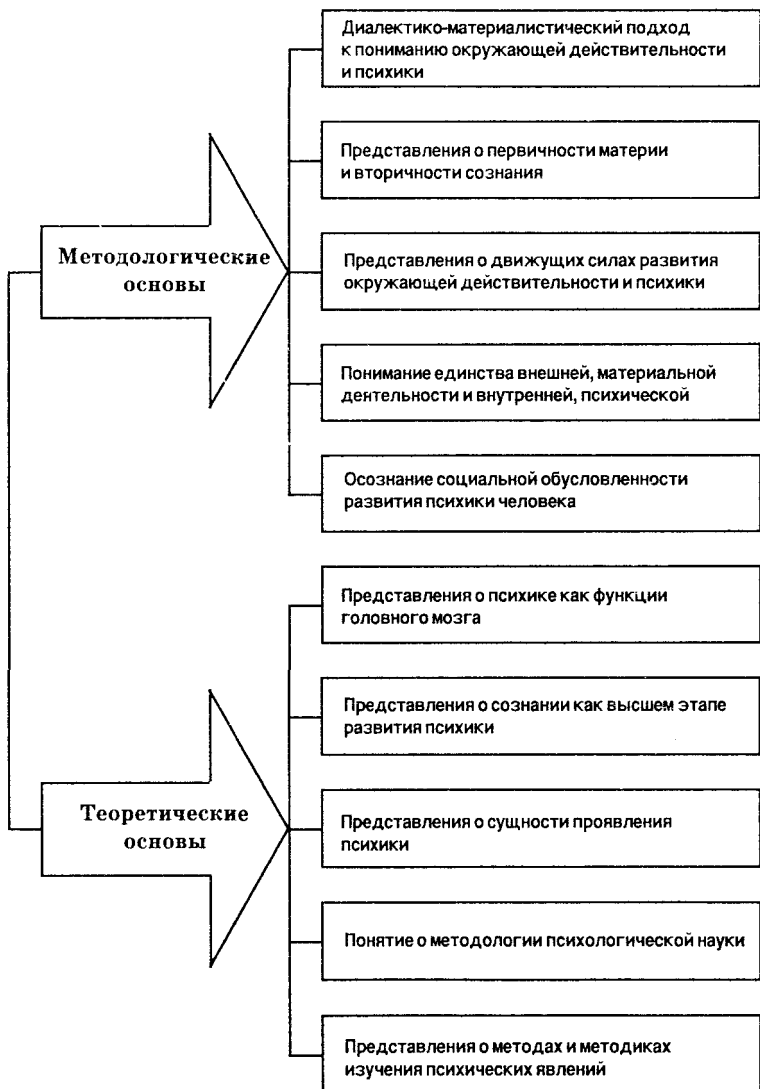 Диалектико-материалистический подход
к пониманию окружающей действительности
и психики
Представления о первичности материи
и вторичности сознания
Методологические
основы
Представления о движущих силах развития
окружающей действительности и психики
Понимание единства внешней, материальной
деятельности и внутренней, психической
Осознание социальной обусловленности
развития психики человека
Представления о психике как функции
головного мозга
Представления о сознании как высшем этапе
развития психики
Теоретические
основы
Представления о сущности проявления
психики
Понятие о методологии психологической науки
Представления о методах и методиках
изучения психических явлений